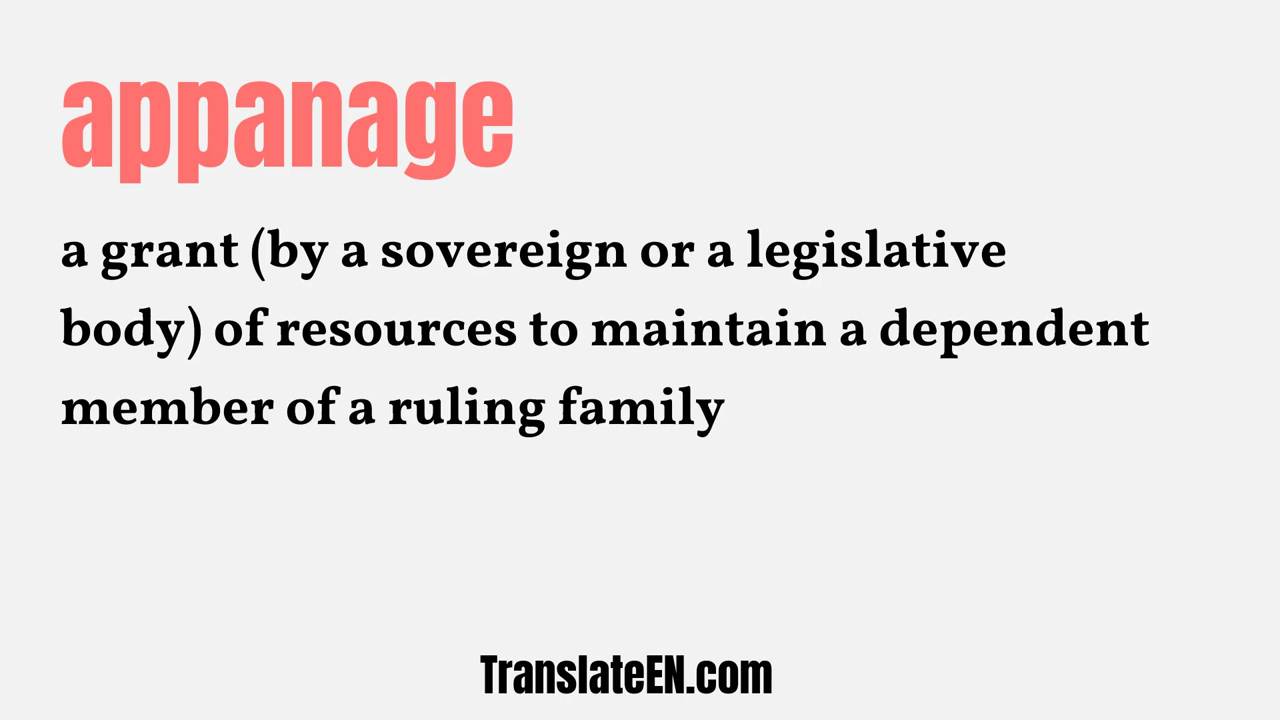 appanage
a grant (by a sovereign or a legislative
body) of resources to maintain a dependent
member of a ruling family
TranslateEN.com